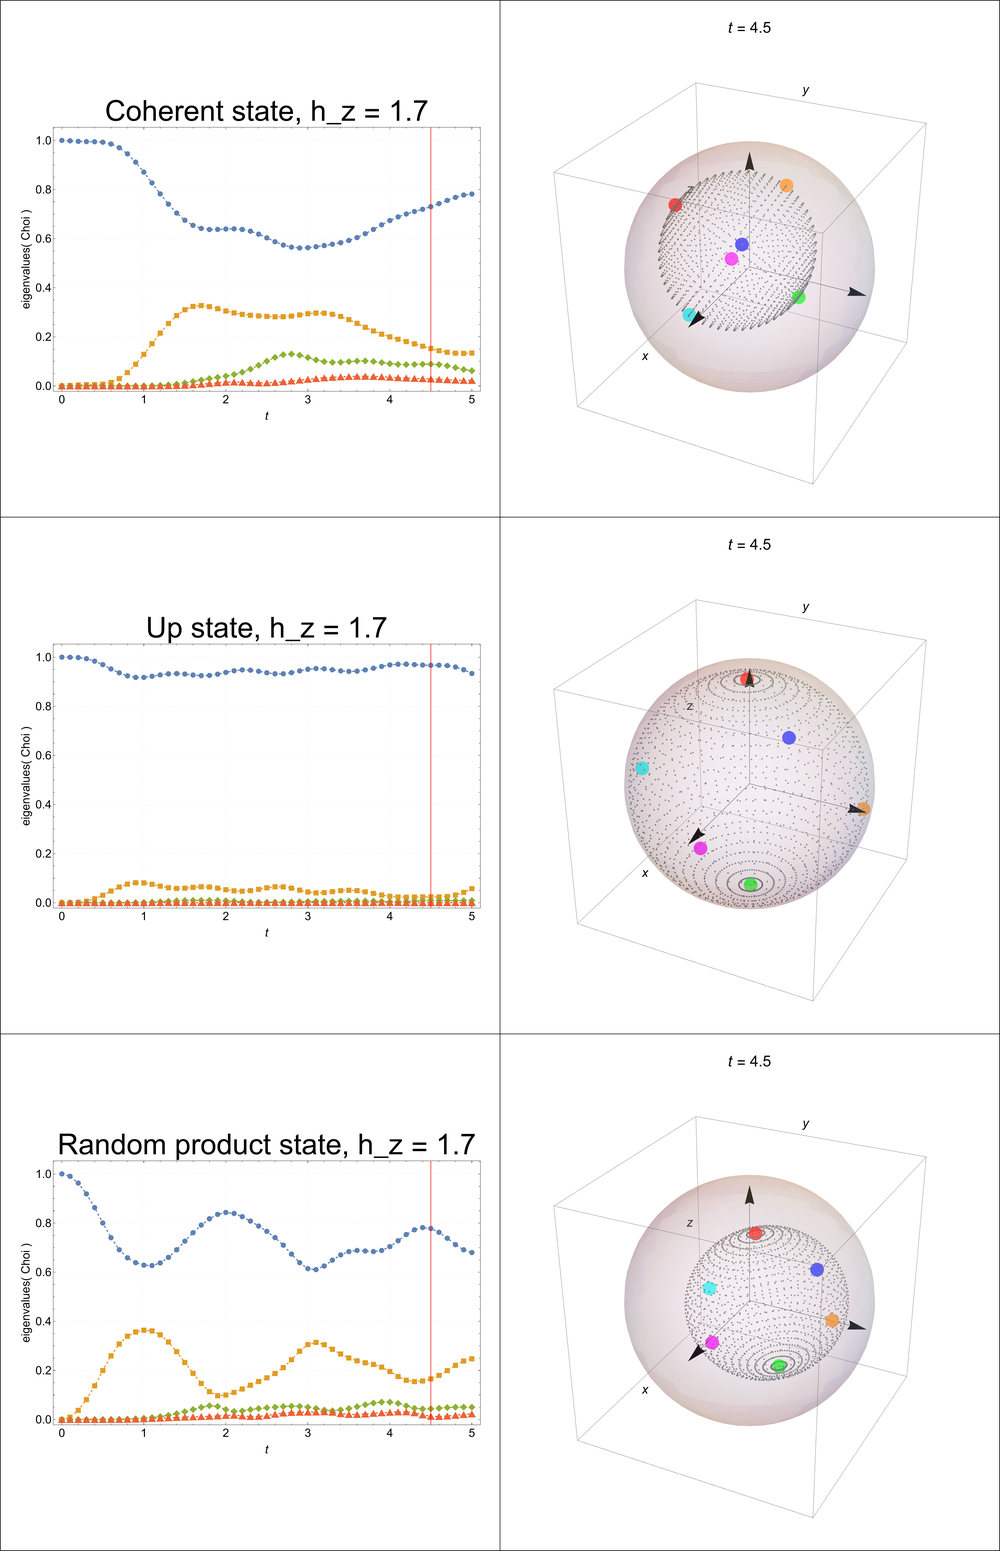 t = 4.5
Coherent state, h_z = 1.7
eigenvalues( Choi )
1.0
0.8
0.6
0.4
0.2
0.0
0 1 2 3 4 5
t
y
z
x
t = 4.5
Up state, h_z = 1.7
eigenvalues( Choi )
1.0
0.8
0.6
0.4
0.2
0.0
0 1 2 3 4 5
t
y
z
x
t = 4.5
Random product state, h_z = 1.7
eigenvalues( Choi )
1.0
0.8
0.6
0.4
0.2
0.0
0 1 2 3 4 5
t
y
z
x